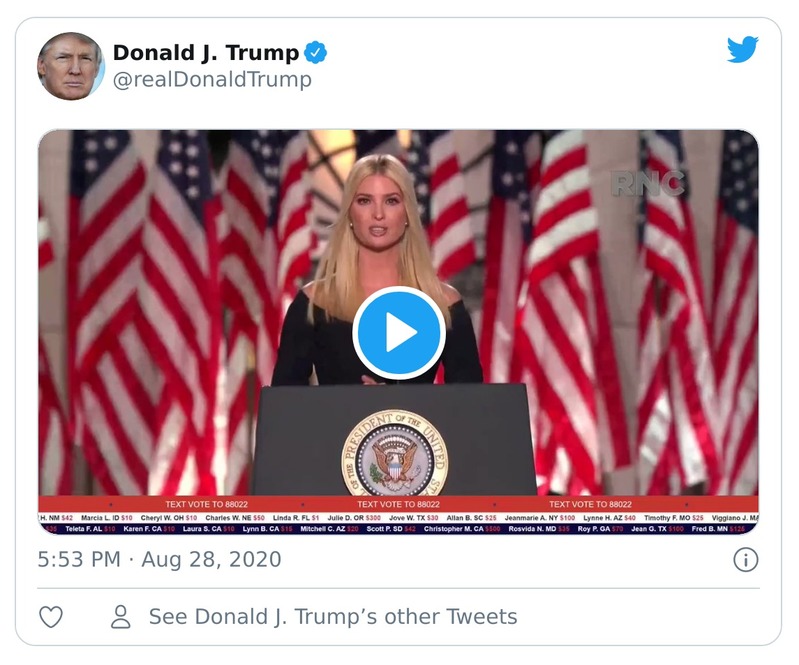 Donald J. Trump
@realDonaldTrump
RNC
PRESIDENT OF THE UNITED
TEXT VOTE TO 88022 TEXT VOTE TO 88022 TEXT VOTE TO 88022
H. NM $42 Marcia L. ID $10 Cheryl W. OH $10 Charles W. NE $50 Linda R. FL $1 Julie D. OR $300 Jove W. TX $30 Allan B. SC $25 Jeanmarie A. NY $100 Lynne H. AZ $40 Timothy F. MO $25 Viggiano J. MA
$35 Teleta F. AL $10 Karen F. CA $10 Laura S. CA $10 Lynn B. CA $15 Mitchell C. AZ $20 Scott P. SD $42 Christopher M. CA $500 Rosvida N. MD $35 Roy P. GA $70 Jean G. TX $100 Fred B. MN $125
5:53 PM · Aug 28, 2020
See Donald J. Trump’s other Tweets